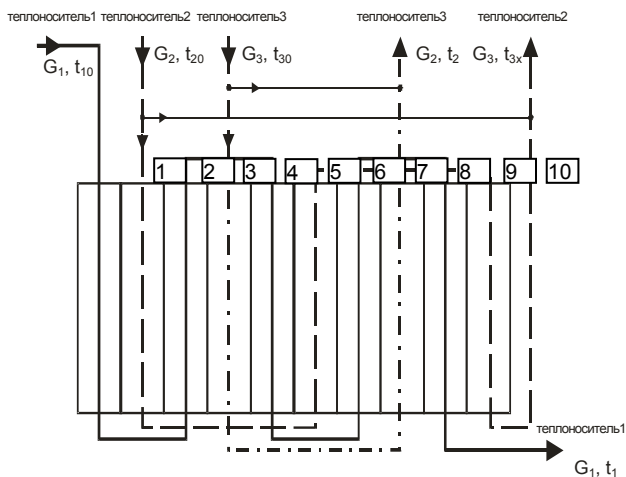 теплоноситель1 теплоноситель2 теплоноситель3 теплоноситель3 теплоноситель2
G1, t10 G2, t20 G3, t30 G2, t2 G3, t3x
1 2 3 4 5 6 7 8 9 10
теплоноситель1
G1, t1